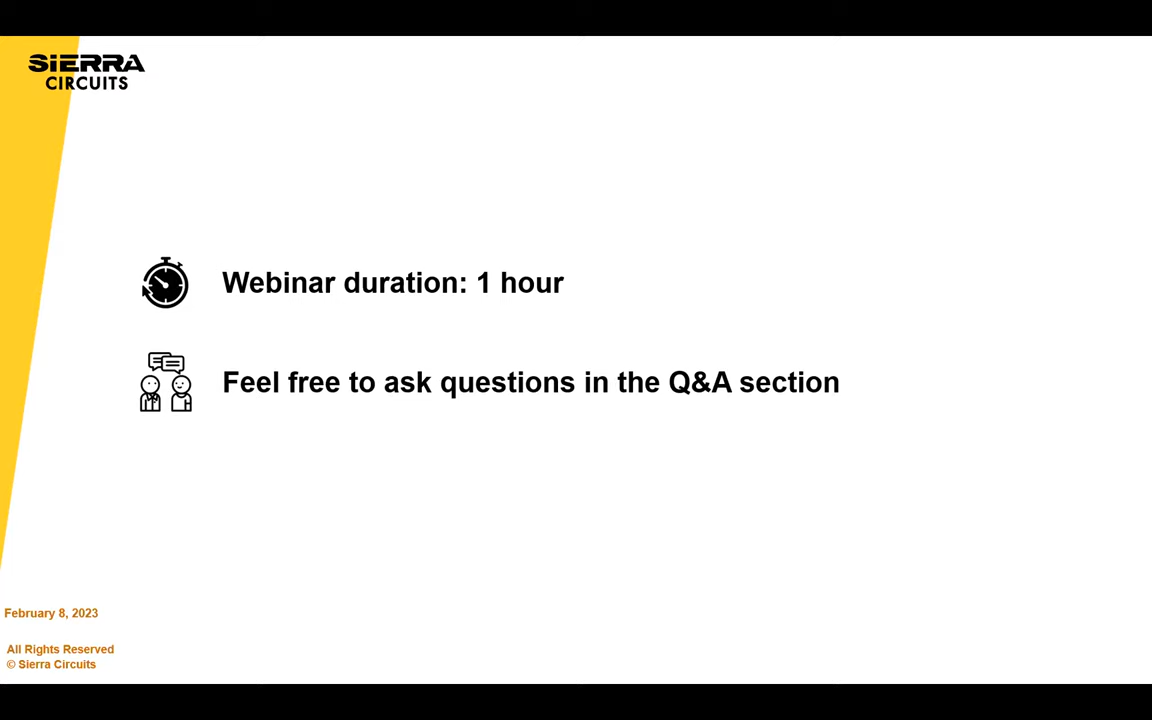 SIERRA
CIRCUITS
Webinar duration: 1 hour
Feel free to ask questions in the Q&A section
February 8, 2023
All Rights Reserved
© Sierra Circuits